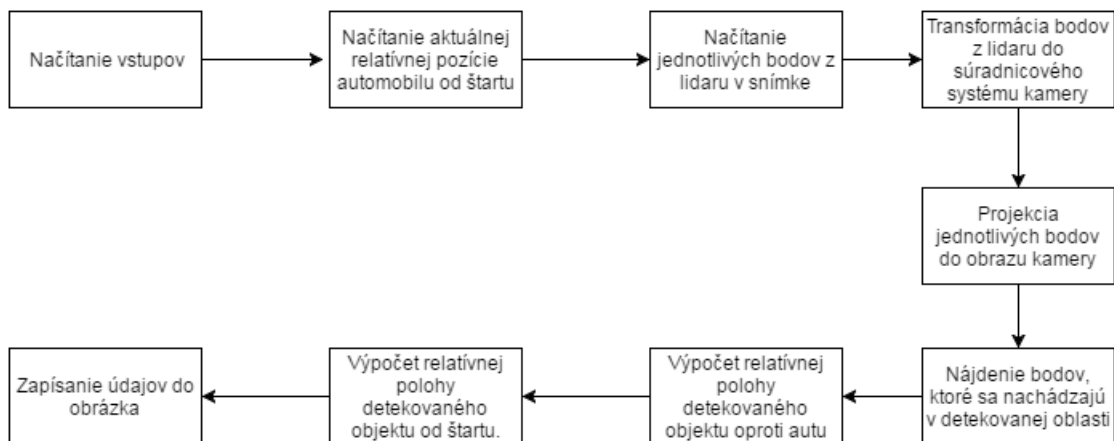 Načítanie vstupov
Načítanie aktuálnej
relatívnej pozície
automobilu od štartu
Načítanie
jednotlivých bodov z
lidaru v snímke
Transformácia bodov
z lidaru do
súradnicového
systému kamery
Projekcia
jednotlivých bodov
do obrazu kamery
Nájdenie bodov,
ktoré sa nachádzajú
v detekovanej oblasti
Výpočet relatívnej
polohy
detekovaného
objektu oproti autu
Výpočet relatívnej
polohy
detekovaného
objektu od štartu.
Zapísanie údajov do
obrázka